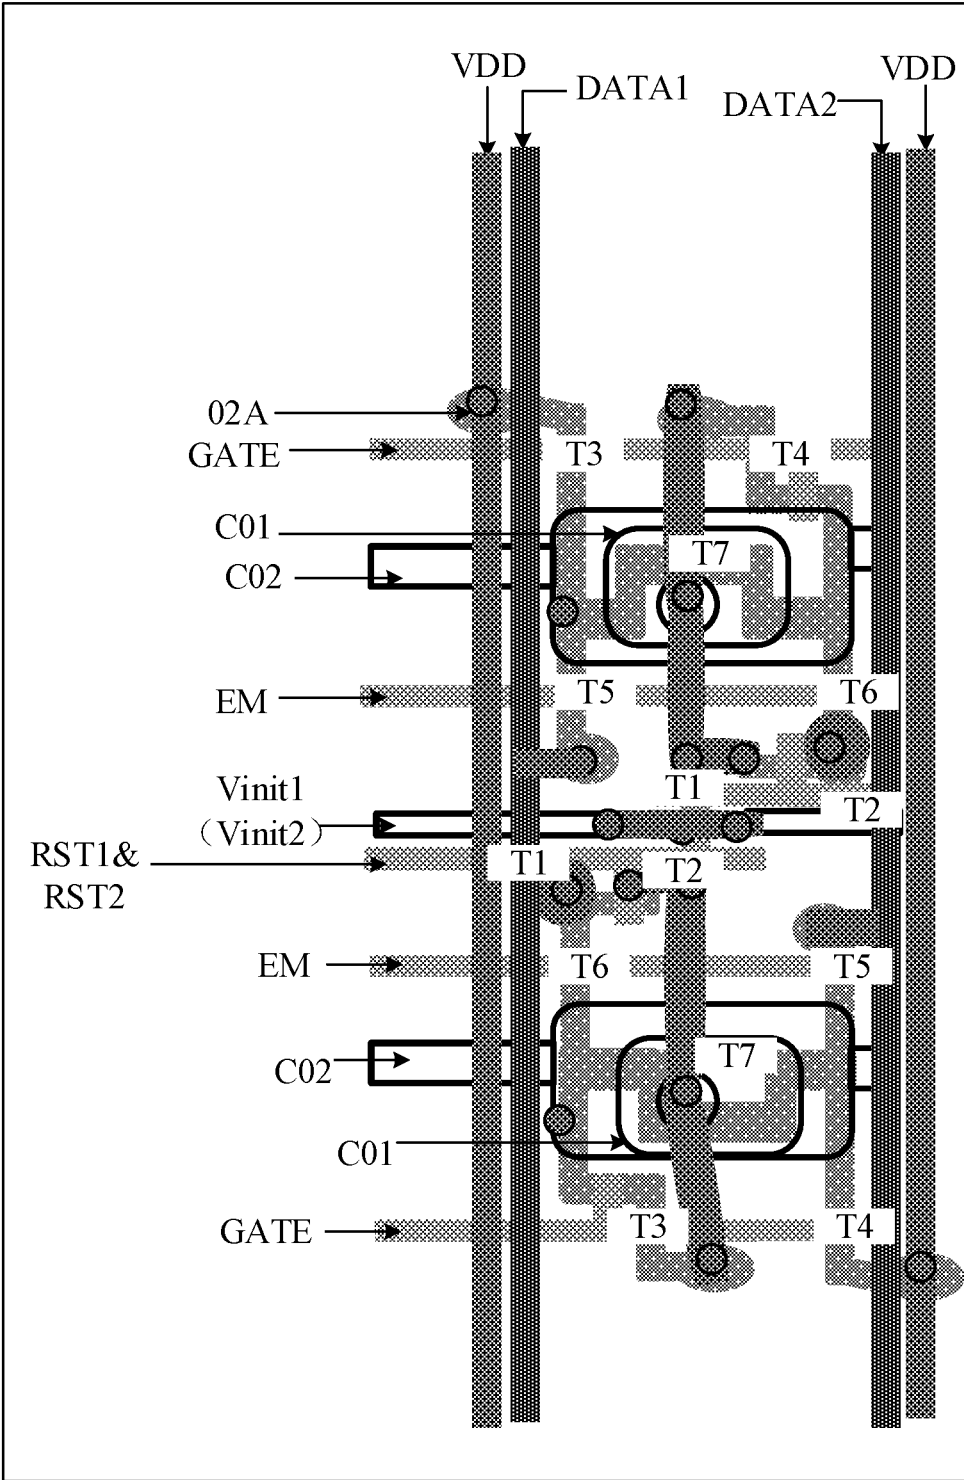 VDD
DATA1
DATA2
VDD
02A
GATE
T3
T4
C01
T7
C02
EM
T5
T6
Vinit1
(Vinit2)
T1
T2
RST1&
RST2
T1
T2
EM
T6
T5
C02
T7
C01
GATE
T3
T4